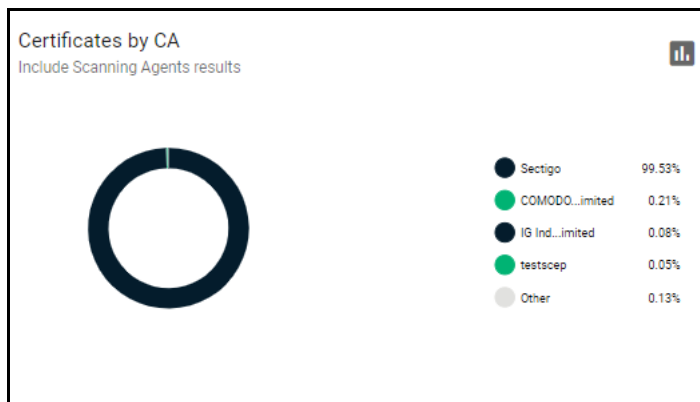 Certificates by CA
Include Scanning Agents results
Sectigo 99.53%
COMODO...imited 0.21%
IG Ind...imited 0.08%
testscep 0.05%
Other 0.13%